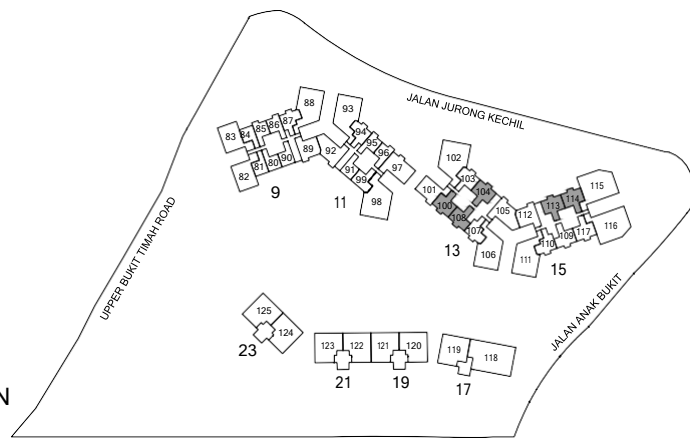 JALAN JURONG KECHIL
UPPER BUKIT TIMAH ROAD
JALAN ANAK BUKIT
83 84 85 86 87 88
82 81 80 90 89
9
93 94 95 96 97
92 91 99 98
11
102 103 104 105
101 100 108 107 106
13
112 113 114 115
111 110 109 117 116
15
125
124
23
123 122 121 120
21 19
119 118
17
N